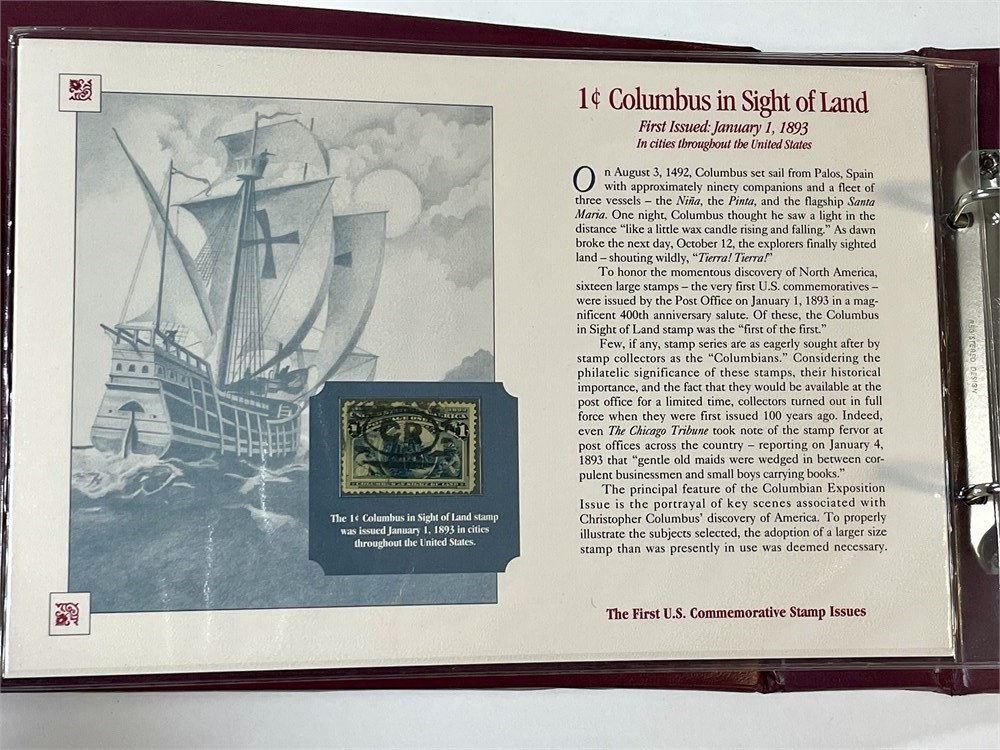 1¢ Columbus in Sight of Land
First Issued: January 1, 1893
In cities throughout the United States
On August 3, 1492, Columbus set sail from Palos, Spain
with approximately ninety companions and a fleet of
three vessels – the Niña, the Pinta, and the flagship Santa
Maria. One night, Columbus thought he saw a light in the
distance “like a little wax candle rising and falling.” As dawn
broke the next day, October 12, the explorers finally sighted
land – shouting wildly, “Tierra! Tierra!”
To honor the momentous discovery of North America,
sixteen large stamps – the very first U.S. commemoratives –
were issued by the Post Office on January 1, 1893 in a mag-
nificent 400th anniversary salute. Of these, the Columbus
in Sight of Land stamp was the “first of the first.”
Few, if any, stamp series are as eagerly sought after by
stamp collectors as the “Columbians.” Considering the
philatelic significance of these stamps, their historical
importance, and the fact that they would be available at the
post office for a limited time, collectors turned out in full
force when they were first issued 100 years ago. Indeed,
even The Chicago Tribune took note of the stamp fervor at
post offices across the country – reporting on January 4,
1893 that “gentle old maids were wedged in between cor-
pulent businessmen and small boys carrying books.”
The principal feature of the Columbian Exposition
Issue is the portrayal of key scenes associated with
Christopher Columbus’ discovery of America. To properly
illustrate the subjects selected, the adoption of a larger size
stamp than was presently in use was deemed necessary.
The First U.S. Commemorative Stamp Issues
1
COLUMBUS IN SIGHT OF LAND
The 1¢ Columbus in Sight of Land stamp
was issued January 1, 1893 in cities
throughout the United States.
REGISTERED DESIGN